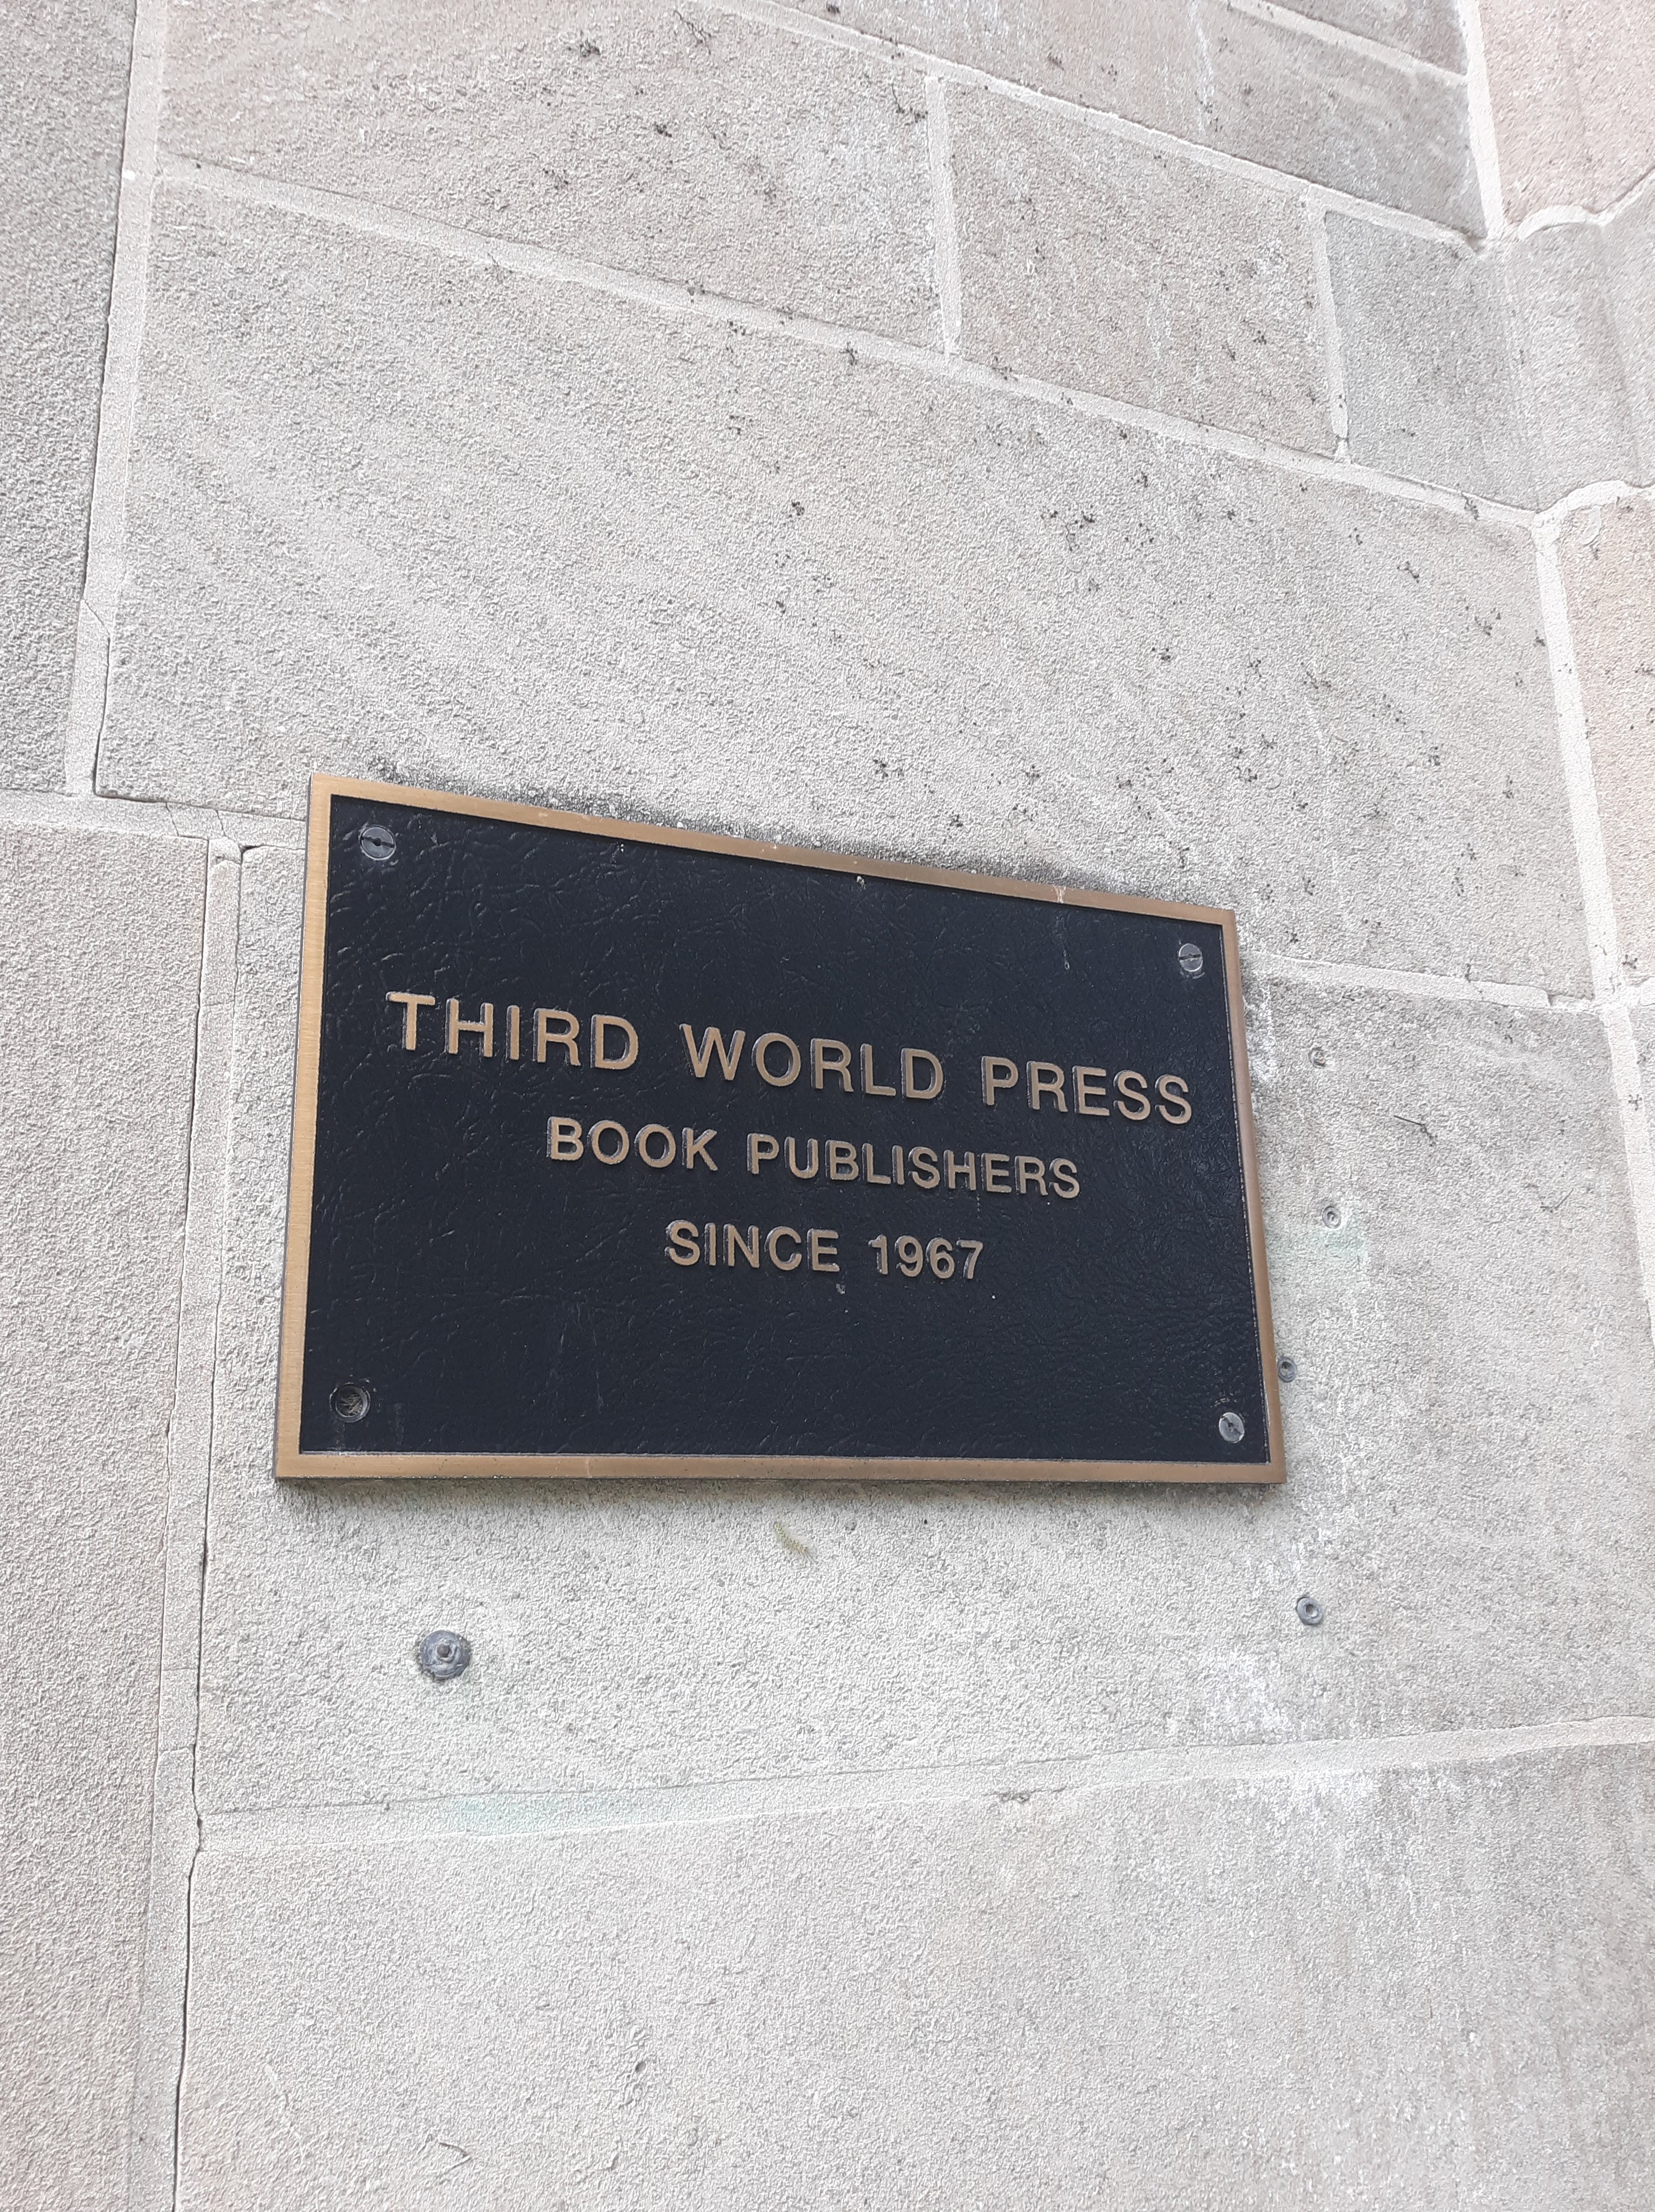 THIRD WORLD PRESS
BOOK PUBLISHERS
SINCE 1967